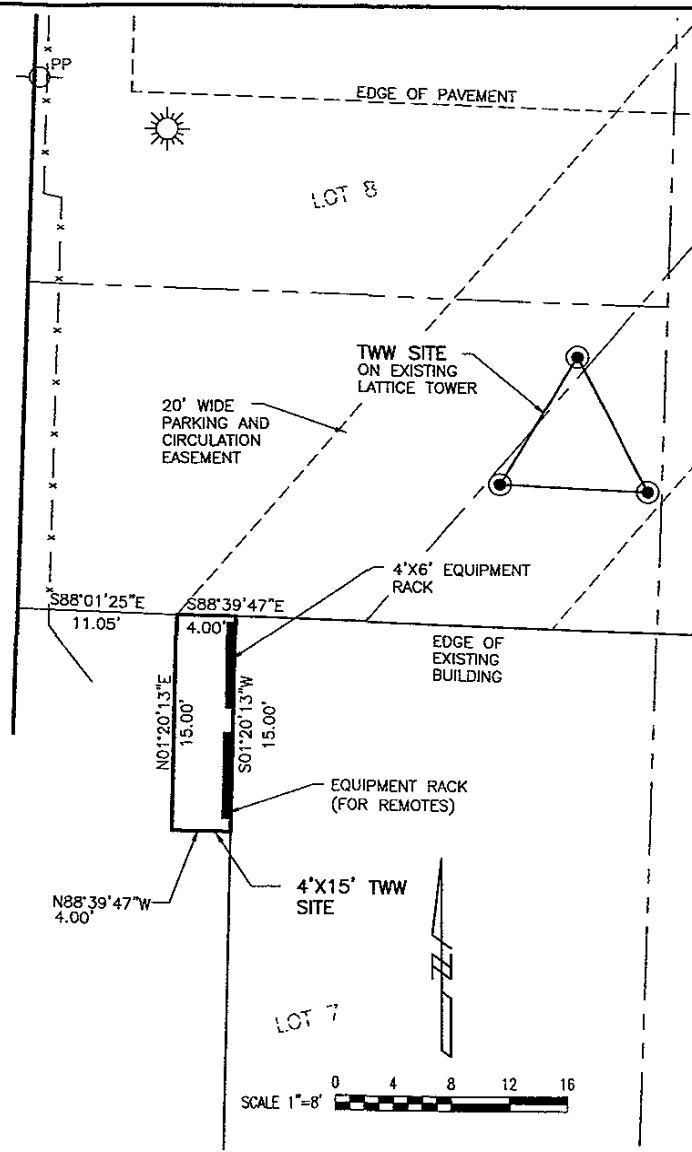 PP
EDGE OF PAVEMENT
LOT 8
TWW SITE
ON EXISTING
LATTICE TOWER
20' WIDE
PARKING AND
CIRCULATION
EASEMENT
4'X6' EQUIPMENT
RACK
S88°01'25"E
11.05'
S88°39'47"E
4.00'
EDGE OF
EXISTING
BUILDING
N01°20'13"E
15.00'
S01°20'13"W
15.00'
EQUIPMENT RACK
(FOR REMOTES)
N88°39'47"W
4.00'
4'X15' TWW
SITE
N
LOT 7
0 4 8 12 16
SCALE 1"=8'